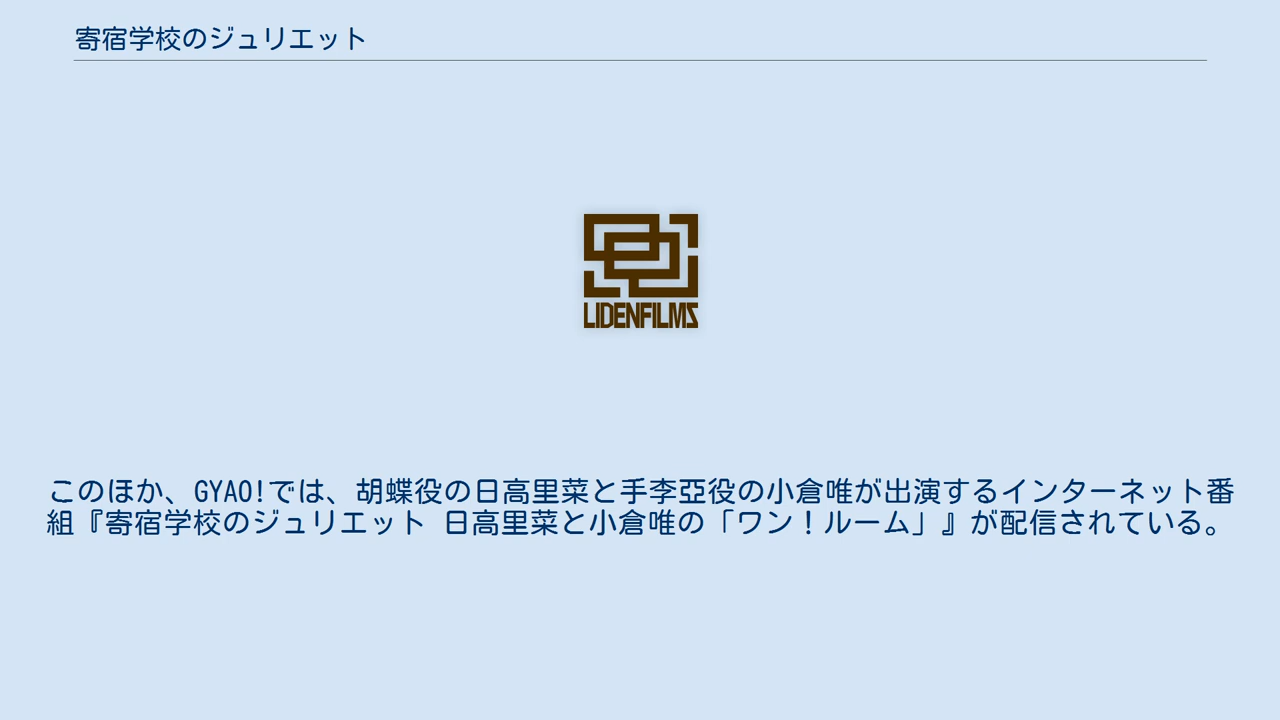 寄宿学校のジュリエット
LIDENFILMS
このほか、GYAO!では、胡蝶役の日高里菜と手李亞役の小倉唯が出演するインターネット番
組『寄宿学校のジュリエット 日高里菜と小倉唯の「ワン！ルーム」』が配信されている。